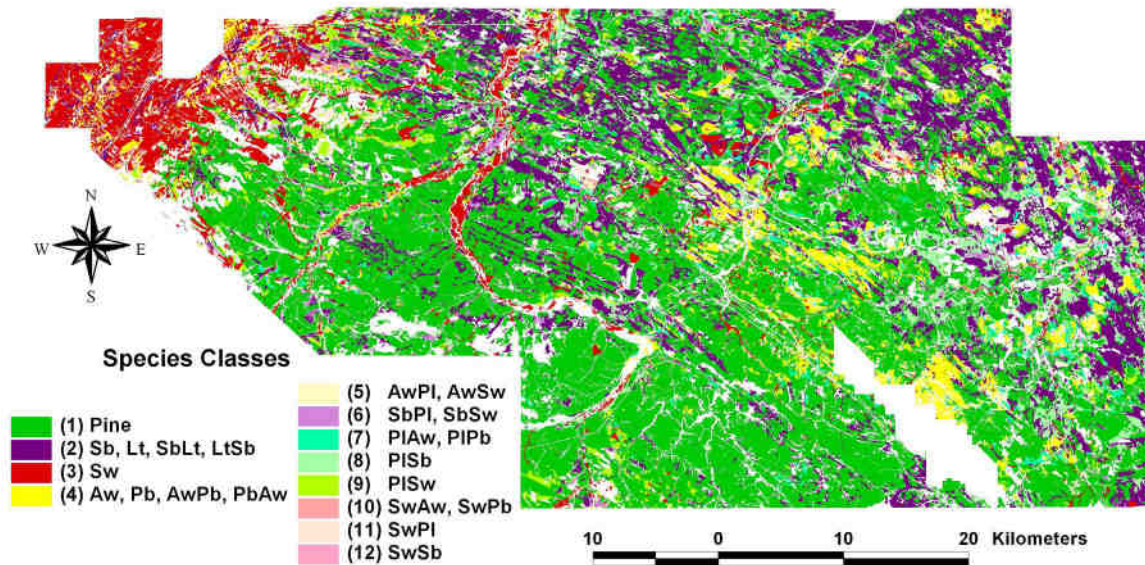 N
W E
S
Species Classes
(1) Pine
(2) Sb, Lt, SbLt, LtSb
(3) Sw
(4) Aw, Pb, AwPb, PbAw
(5) AwPl, AwSw
(6) SbPl, SbSw
(7) PlAw, PlPb
(8) PlSb
(9) PlSw
(10) SwAw, SwPb
(11) SwPl
(12) SwSb
10 0 10 20 Kilometers